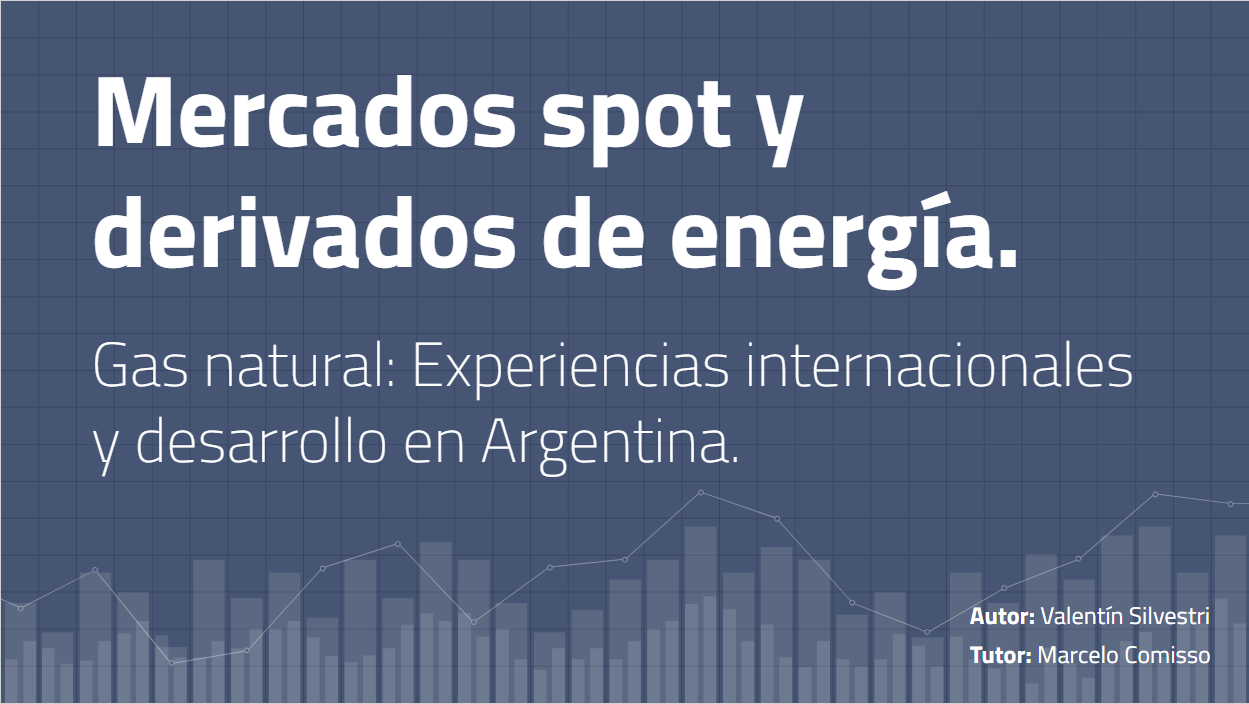 Mercados spot y
derivados de energía.
Gas natural: Experiencias internacionales
y desarrollo en Argentina.
Autor: Valentín Silvestri
Tutor: Marcelo Comisso